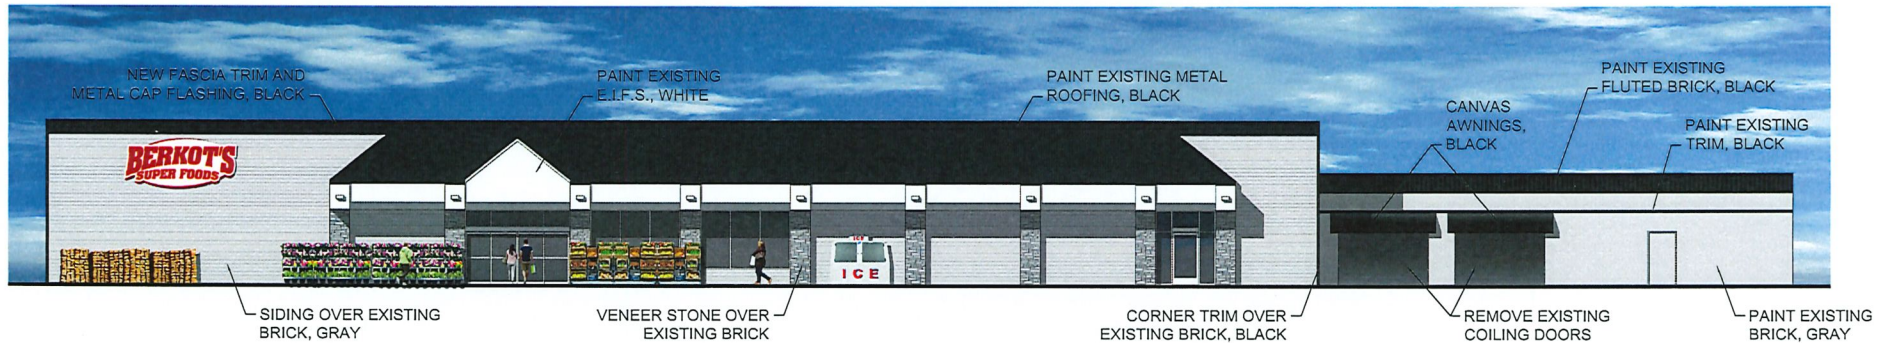 NEW FASCIA TRIM AND
METAL CAP FLASHING, BLACK
PAINT EXISTING
E.I.F.S., WHITE
PAINT EXISTING METAL
ROOFING, BLACK
PAINT EXISTING
FLUTED BRICK, BLACK
CANVAS
AWNINGS,
BLACK
PAINT EXISTING
TRIM, BLACK
BERKOT'S
SUPER FOODS
ICE
ICE
SIDING OVER EXISTING
BRICK, GRAY
VENEER STONE OVER
EXISTING BRICK
CORNER TRIM OVER
EXISTING BRICK, BLACK
REMOVE EXISTING
COILING DOORS
PAINT EXISTING
BRICK, GRAY